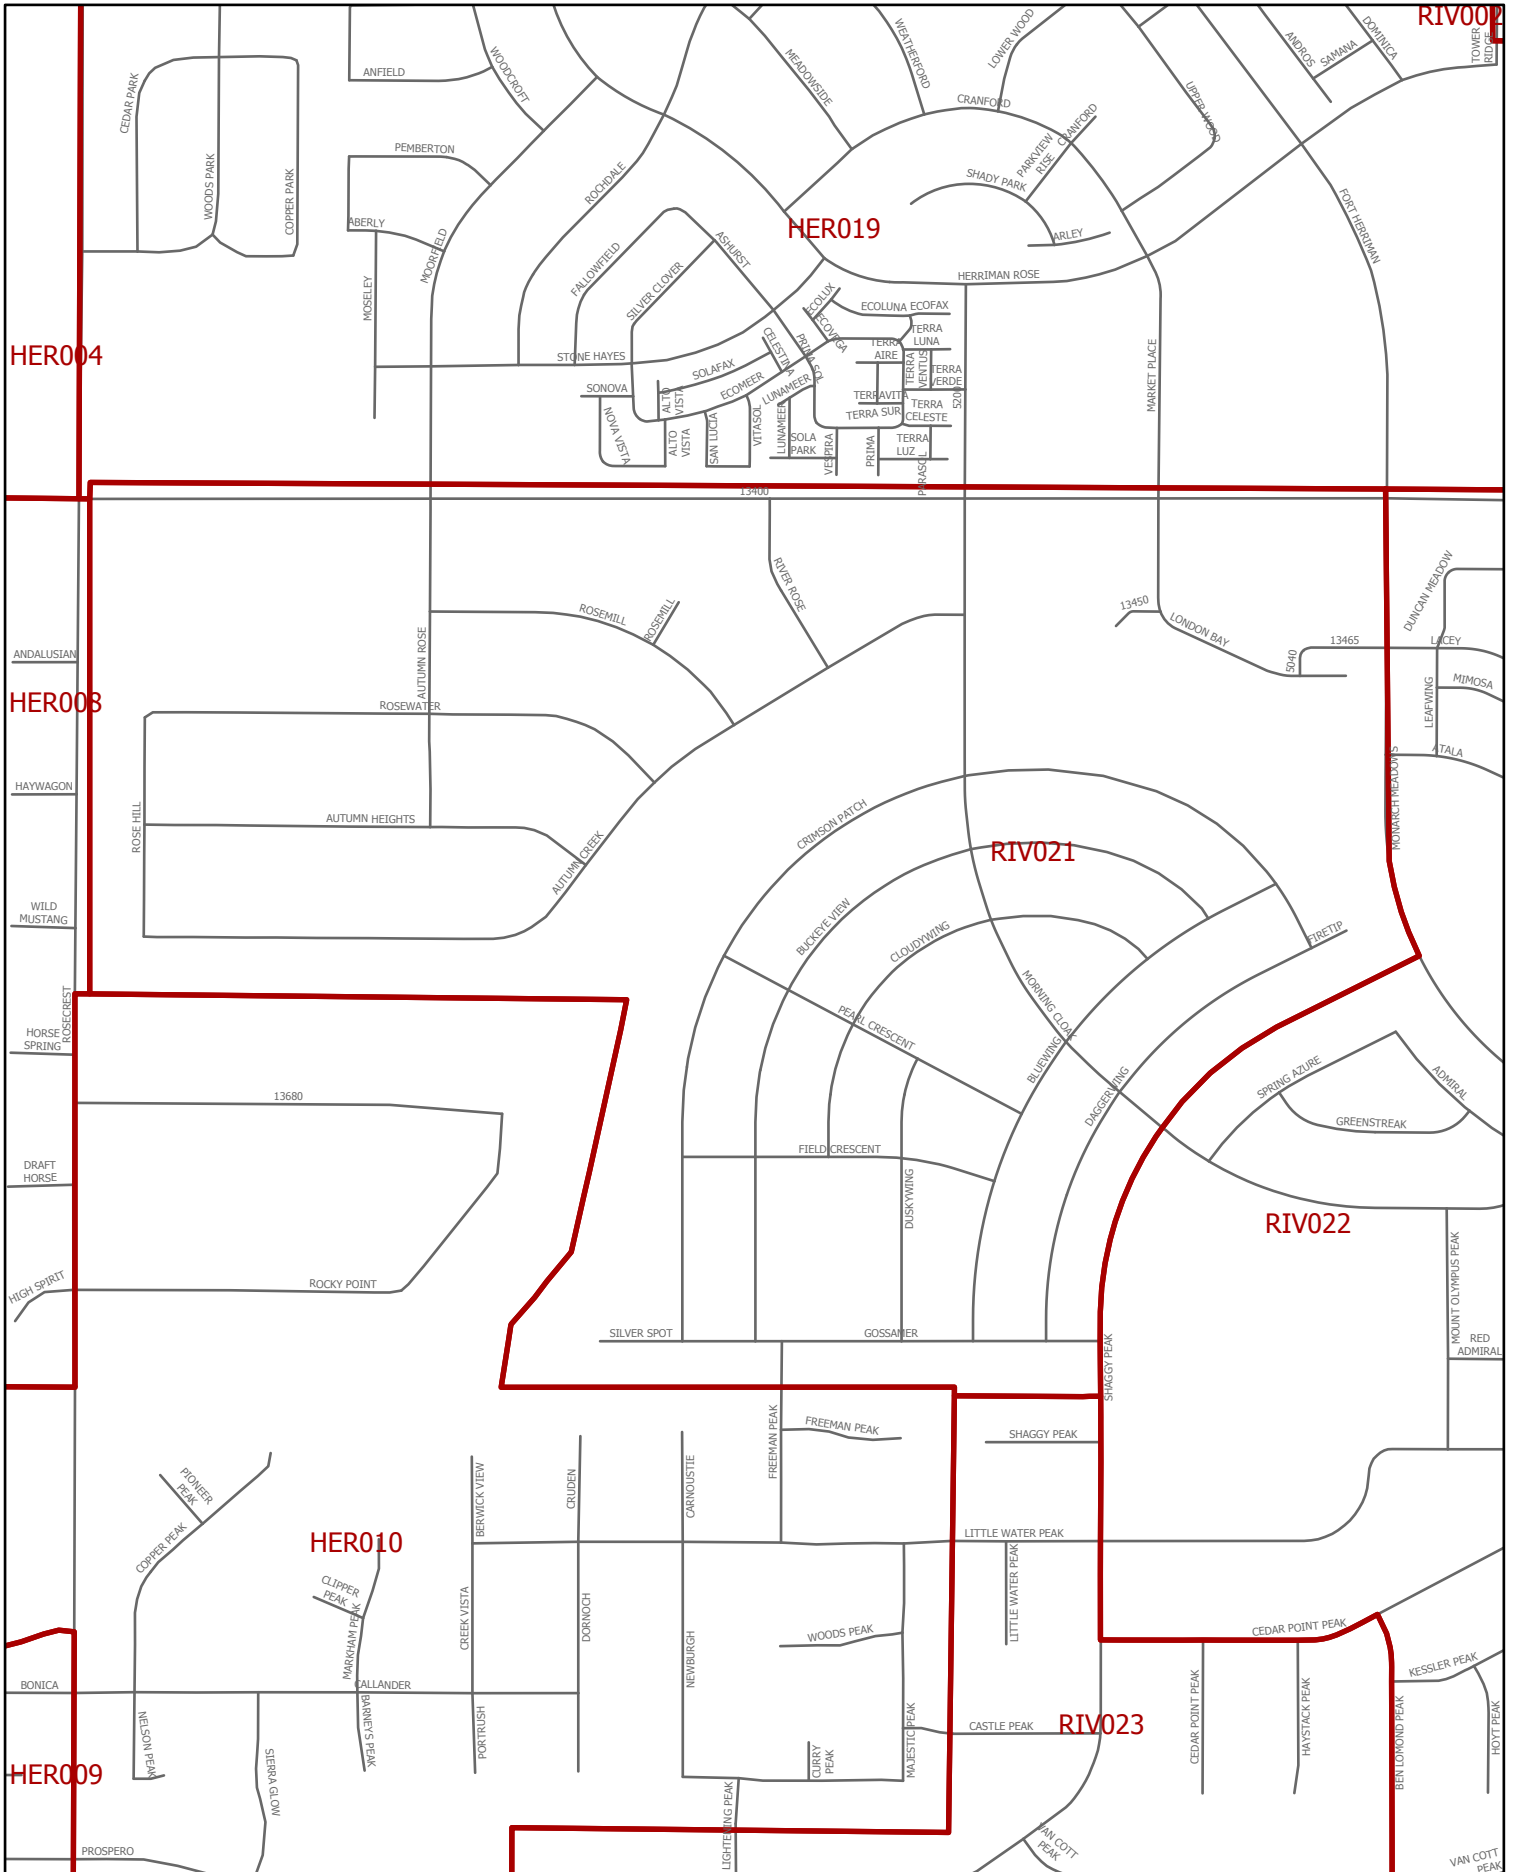 RIV002
TOWER
RIDGE
DOMINICA
SAMANA
ANDROS
LOWER WOOD
WEATHERFORD
MEADOWSIDE
WOODCROFT
ANFIELD
CEDAR PARK
WOODS PARK
COPPER PARK
PEMBERTON
ABERLY
MOORFIELD
MOSELEY
ROCHDALE
CRANFORD
CRANFORD
PARKVIEW
RISE
SHADY PARK
UPPER WOOD
FORT HERRIMAN
ARLEY
HER019
HERRIMAN ROSE
ASHURST
FALLOWFIELD
SILVER CLOVER
STONE HAYES
HER004
ECOLUX
ECOVEGA
ECOLUNA
ECOFAX
TERRA
LUNA
TERRA
AIRE
TERRA
VENTUS
TERRA
VERDE
TERRAVITA
TERRA SUR
TERRA
CELESTE
TERRA
LUZ
5200
MARKET PLACE
CELESTINA
PRIMA SOL
SOLAFAX
ECOMEER
LUNAMEER
LUNAMEER
SONOVA
NOVA VISTA
ALTO
VISTA
ALTO
VISTA
SAN LUCIA
VITASOL
SOLA
PARK
VESPIRA
PRIMA
PARASOL
13400
RIVER ROSE
ROSEMILL
ROSEMILL
AUTUMN ROSE
ROSEWATER
ROSE HILL
AUTUMN HEIGHTS
AUTUMN CREEK
ANDALUSIAN
HER008
HAYWAGON
WILD
MUSTANG
ROSECREST
HORSE
SPRING
DRAFT
HORSE
HIGH SPIRIT
13450
LONDON BAY
5040
13465
DUNCAN MEADOW
LACEY
MIMOSA
LEAFWING
ATALA
MONARCH MEADOWS
CRIMSON PATCH
RIV021
BUCKEYE VIEW
CLOUDYWING
FIRETIP
MORNING CLOAK
PEARL CRESCENT
BLUEWING
DAGGERWING
SPRING AZURE
ADMIRAL
GREENSTREAK
FIELD CRESCENT
DUSKYWING
RIV022
MOUNT OLYMPUS PEAK
RED
ADMIRAL
13680
ROCKY POINT
SILVER SPOT
GOSSAMER
SHAGGY PEAK
SHAGGY PEAK
FREEMAN PEAK
FREEMAN PEAK
CARNOUSTIE
CRUDEN
BERWICK VIEW
PIONEER
PEAK
COPPER PEAK
HER010
CLIPPER
PEAK
MARKHAM PEAK
CREEK VISTA
DORNOCH
NEWBURGH
LITTLE WATER PEAK
LITTLE WATER PEAK
WOODS PEAK
CEDAR POINT PEAK
KESSLER PEAK
BONICA
CALLANDER
NELSON PEAK
BARNEYS PEAK
PORTRUSH
SIERRA GLOW
MAJESTIC PEAK
CASTLE PEAK
RIV023
CURRY
PEAK
CEDAR POINT PEAK
HAYSTACK PEAK
BEN LOMOND PEAK
HOYT PEAK
HER009
LIGHTENING PEAK
PROSPERO
VAN COTT
PEAK
VAN COTT
PEAK